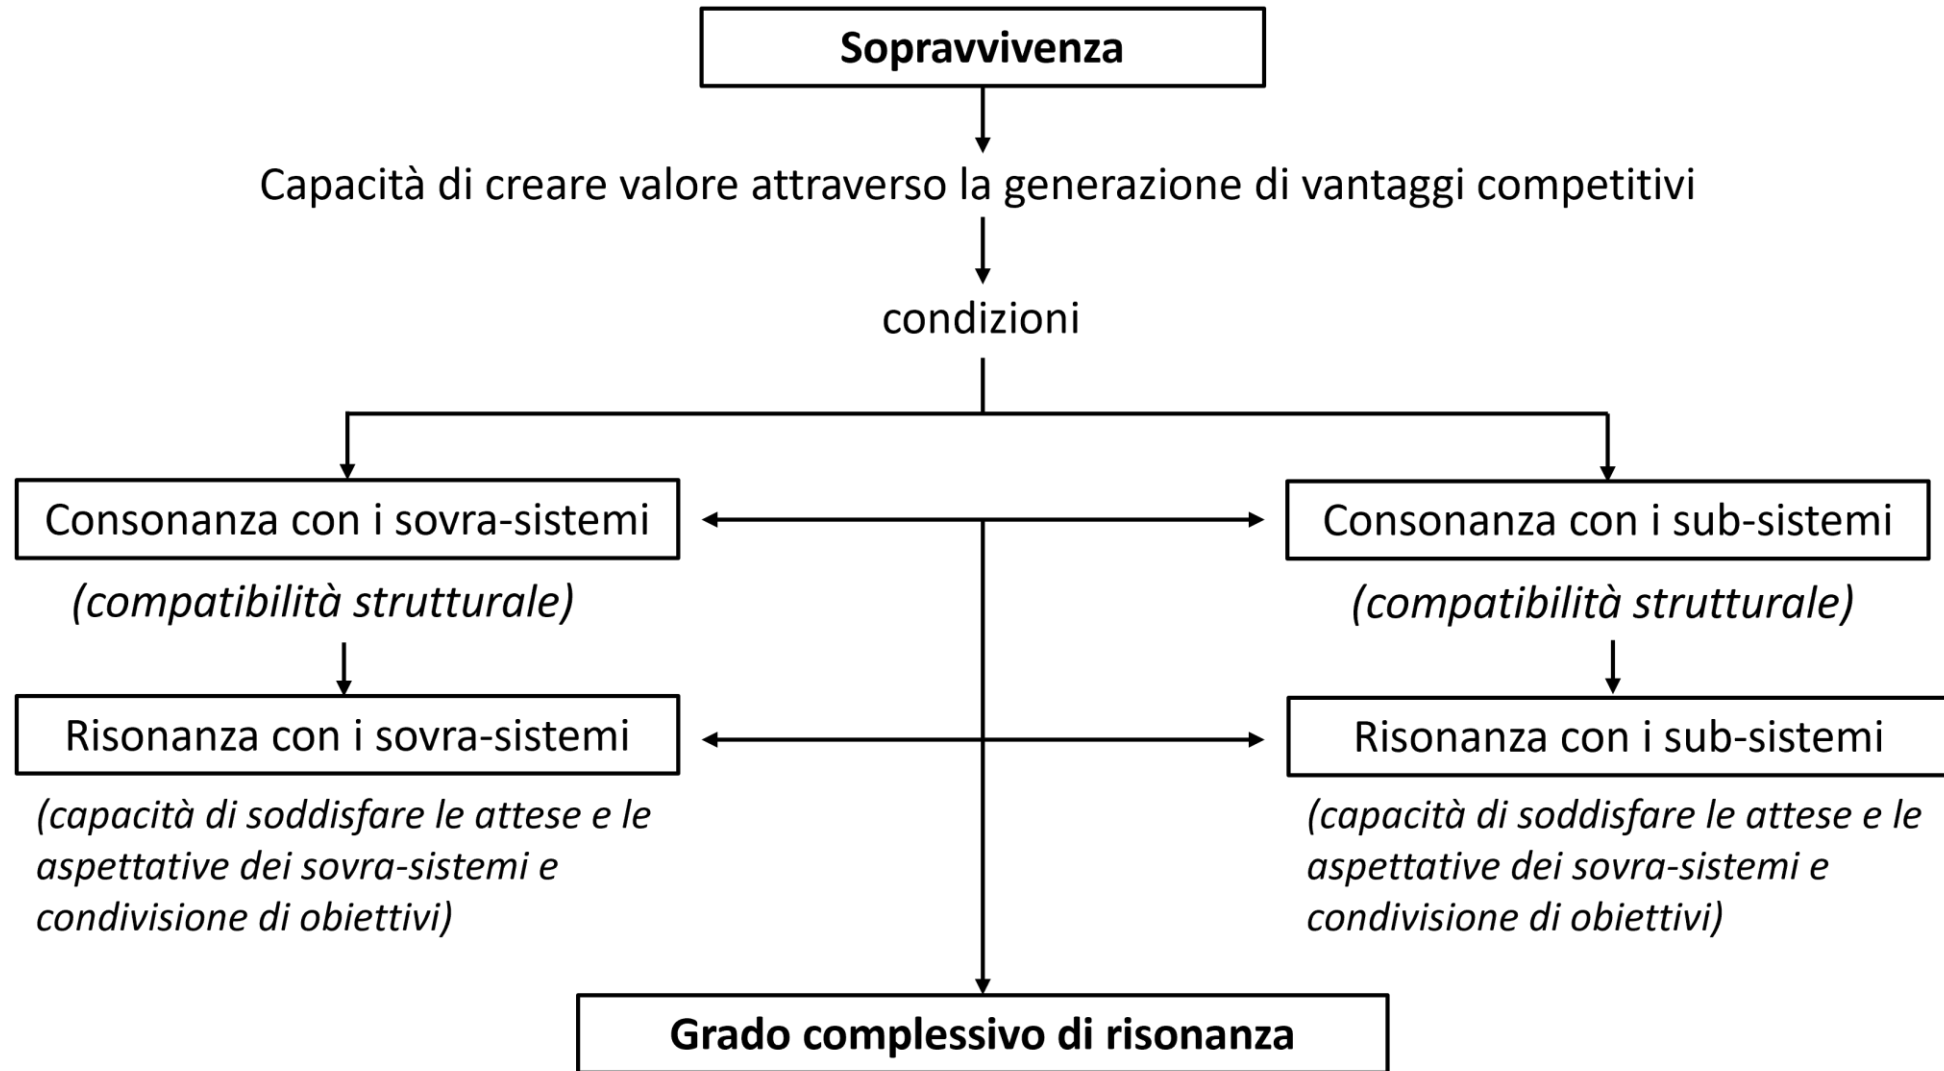 Sopravvivenza
Capacità di creare valore attraverso la generazione di vantaggi competitivi
condizioni
Consonanza con i sovra-sistemi
(compatibilità strutturale)
Risonanza con i sovra-sistemi
(capacità di soddisfare le attese e le
aspettative dei sovra-sistemi e
condivisione di obiettivi)
Consonanza con i sub-sistemi
(compatibilità strutturale)
Risonanza con i sub-sistemi
(capacità di soddisfare le attese e le
aspettative dei sovra-sistemi e
condivisione di obiettivi)
Grado complessivo di risonanza